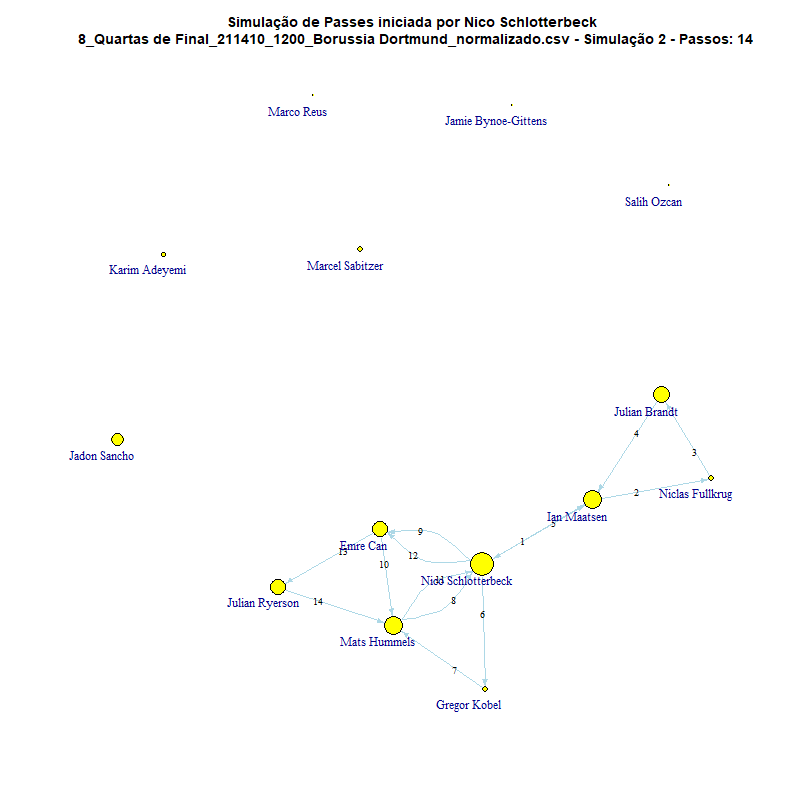 Simulação de Passes iniciada por Nico Schlotterbeck
8_Quartas de Final_211410_1200_Borussia Dortmund_normalizado.csv - Simulação 2 - Passos: 14
Marco Reus
Jamie Bynoe-Gittens
Salih Ozcan
Karim Adeyemi
Marcel Sabitzer
Julian Brandt
4
3
Jadon Sancho
2
Niclas Fullkrug
Ian Maatsen
5
1
9
Emre Can
13
12
10
11
Nico Schlotterbeck
Julian Ryerson
14
8
6
Mats Hummels
7
Gregor Kobel